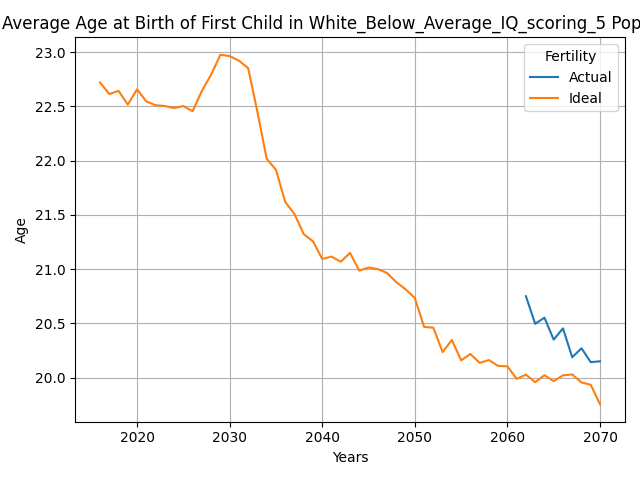 Average Age at Birth of First Child in White_Below_Average_IQ_scoring_5 Pop
23.0
22.5
22.0
21.5
21.0
20.5
20.0
Age
Fertility
Actual
Ideal
2020 2030 2040 2050 2060 2070
Years